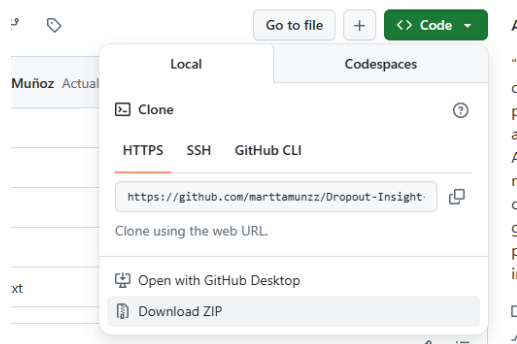 Go to file
<> Code
Local
Codespaces
Muñoz Actual
Clone
HTTPS SSH GitHub CLI
https://github.com/marttamunzz/Dropout-Insight-
Clone using the web URL.
Open with GitHub Desktop
xt
Download ZIP